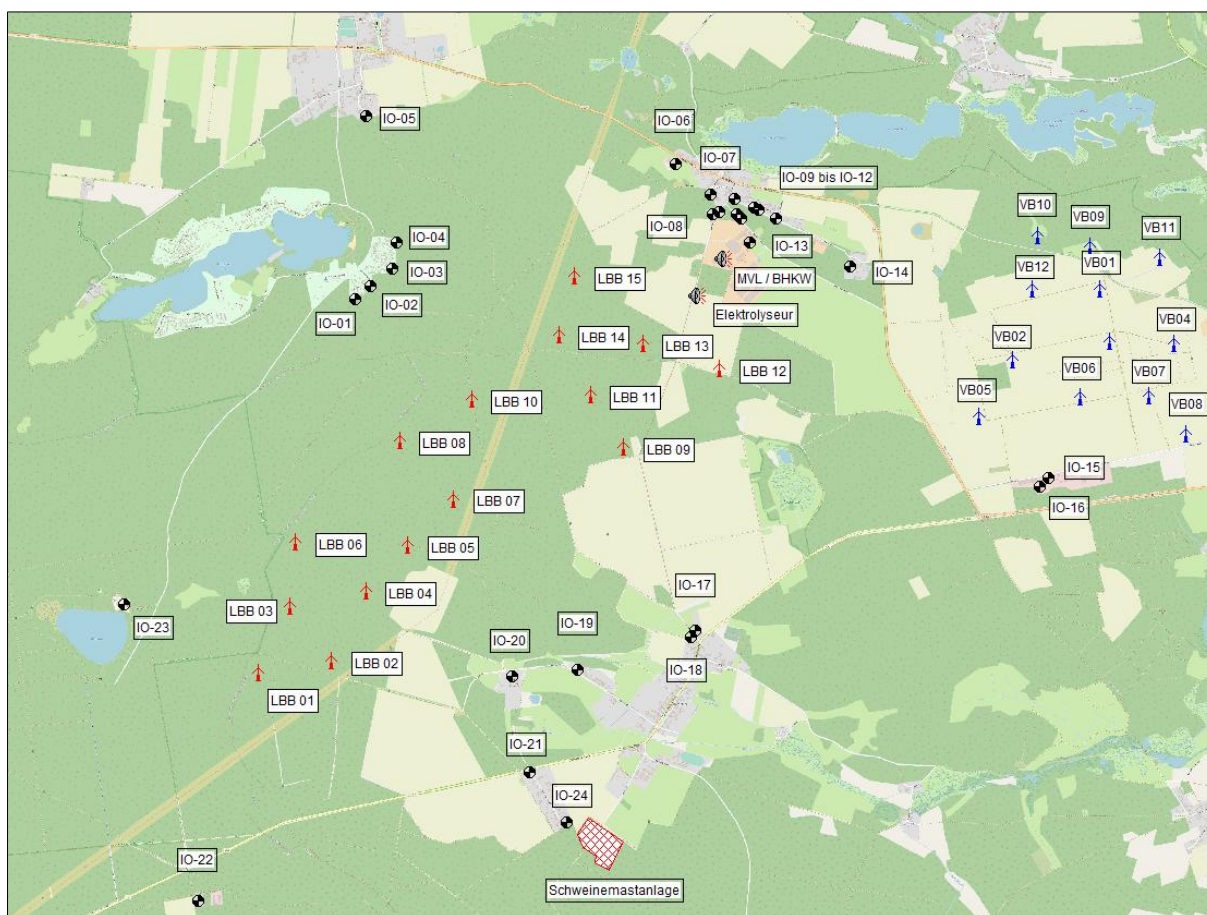 IO-05
IO-06
IO-07
IO-09 bis IO-12
IO-08
IO-13
IO-14
IO-04
IO-03
IO-02
IO-01
MVL / BHKW
Elektrolyseur
VB10
VB09
VB11
VB12
VB01
VB02
VB04
VB05
VB06
VB07
VB08
LBB 15
LBB 14
LBB 13
LBB 12
LBB 11
LBB 10
LBB 09
LBB 08
LBB 07
LBB 06
LBB 05
LBB 04
LBB 03
LBB 02
LBB 01
IO-15
IO-16
IO-17
IO-18
IO-19
IO-20
IO-21
IO-24
IO-23
IO-22
Schweinemastanlage